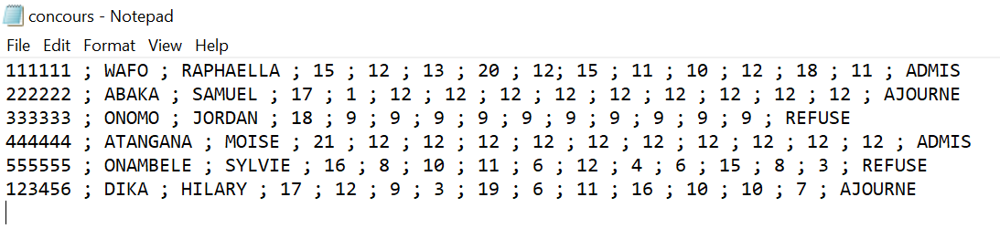 concours - Notepad
File Edit Format View Help
111111 ; WAFO ; RAPHAELLA ; 15 ; 12 ; 13 ; 20 ; 12; 15 ; 11 ; 10 ; 12 ; 18 ; 11 ; ADMIS
222222 ; ABAKA ; SAMUEL ; 17 ; 1 ; 12 ; 12 ; 12 ; 12 ; 12 ; 12 ; 12 ; 12 ; 12 ; AJOURNE
333333 ; ONOMO ; JORDAN ; 18 ; 9 ; 9 ; 9 ; 9 ; 9 ; 9 ; 9 ; 9 ; 9 ; 9 ; REFUSE
444444 ; ATANGANA ; MOISE ; 21 ; 12 ; 12 ; 12 ; 12 ; 12 ; 12 ; 12 ; 12 ; 12 ; 12 ; ADMIS
555555 ; ONAMBELE ; SYLVIE ; 16 ; 8 ; 10 ; 11 ; 6 ; 12 ; 4 ; 6 ; 15 ; 8 ; 3 ; REFUSE
123456 ; DIKA ; HILARY ; 17 ; 12 ; 9 ; 3 ; 19 ; 6 ; 11 ; 16 ; 10 ; 10 ; 7 ; AJOURNE